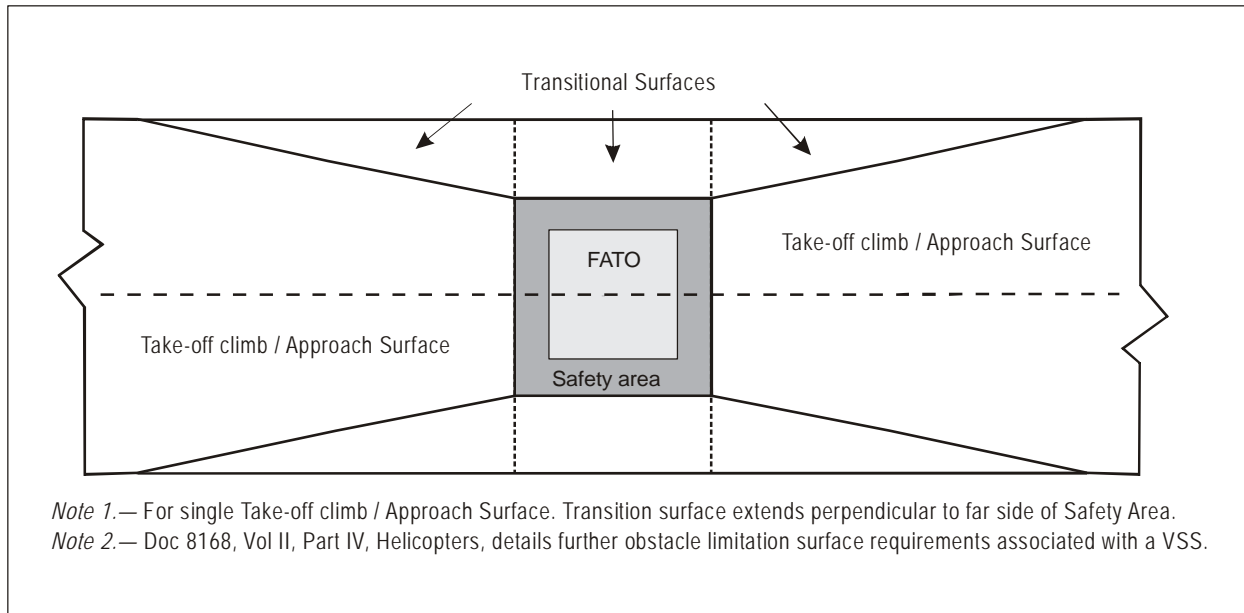 Transitional Surfaces
Take-off climb / Approach Surface
FATO
Take-off climb / Approach Surface
Safety area
Note 1.— For single Take-off climb / Approach Surface. Transition surface extends perpendicular to far side of Safety Area.
Note 2.— Doc 8168, Vol II, Part IV, Helicopters, details further obstacle limitation surface requirements associated with a VSS.